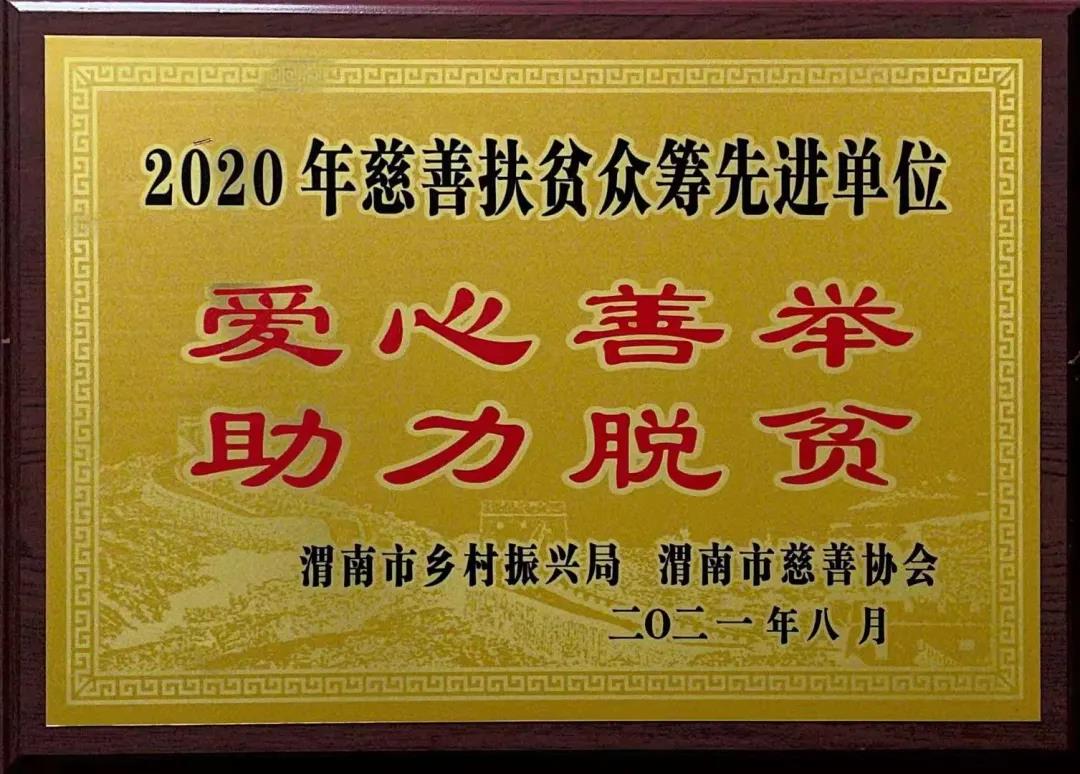 2020年慈善扶贫众筹先进单位
爱心善举
助力脱贫
渭南市乡村振兴局 渭南市慈善协会
二〇二一年八月